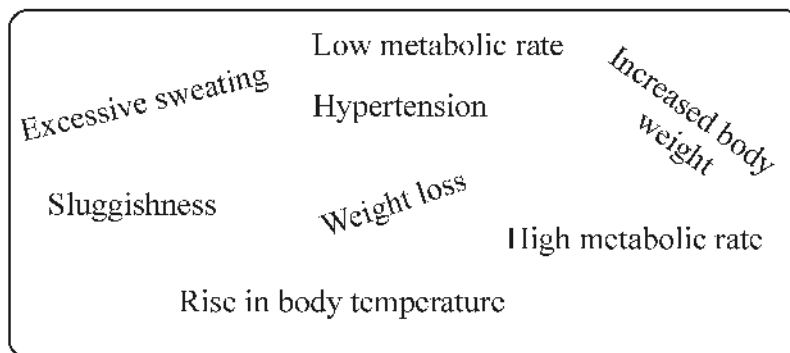 Low metabolic rate
Excessive sweating
Hypertension
Increased body
weight
Sluggishness
Weight loss
High metabolic rate
Rise in body temperature